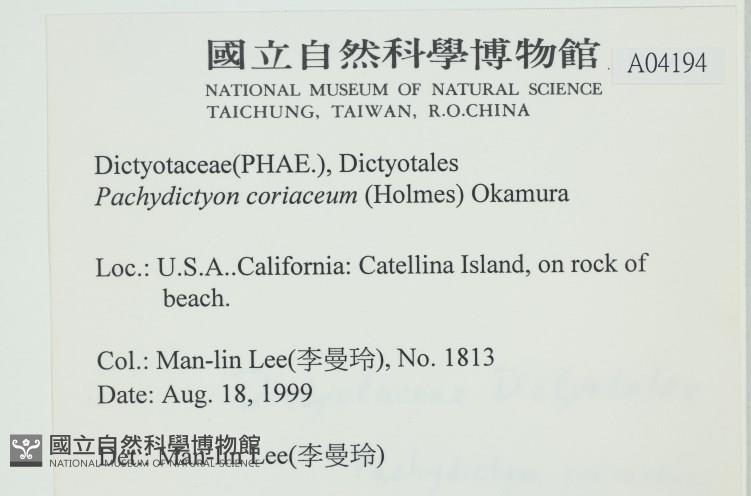 國立自然科學博物館
A04194
NATIONAL MUSEUM OF NATURAL SCIENCE
TAICHUNG, TAIWAN, R.O.CHINA
Dictyotaceae(PHAE.), Dictyotales
Pachydictyon coriaceum (Holmes) Okamura
Loc.: U.S.A..California: Catellina Island, on rock of
beach.
Col.: Man-lin Lee(李曼玲), No. 1813
Date: Aug. 18, 1999
Det.: Man-lin Lee(李曼玲)
國立自然科學博物館
NATIONAL MUSEUM OF NATURAL SCIENCE